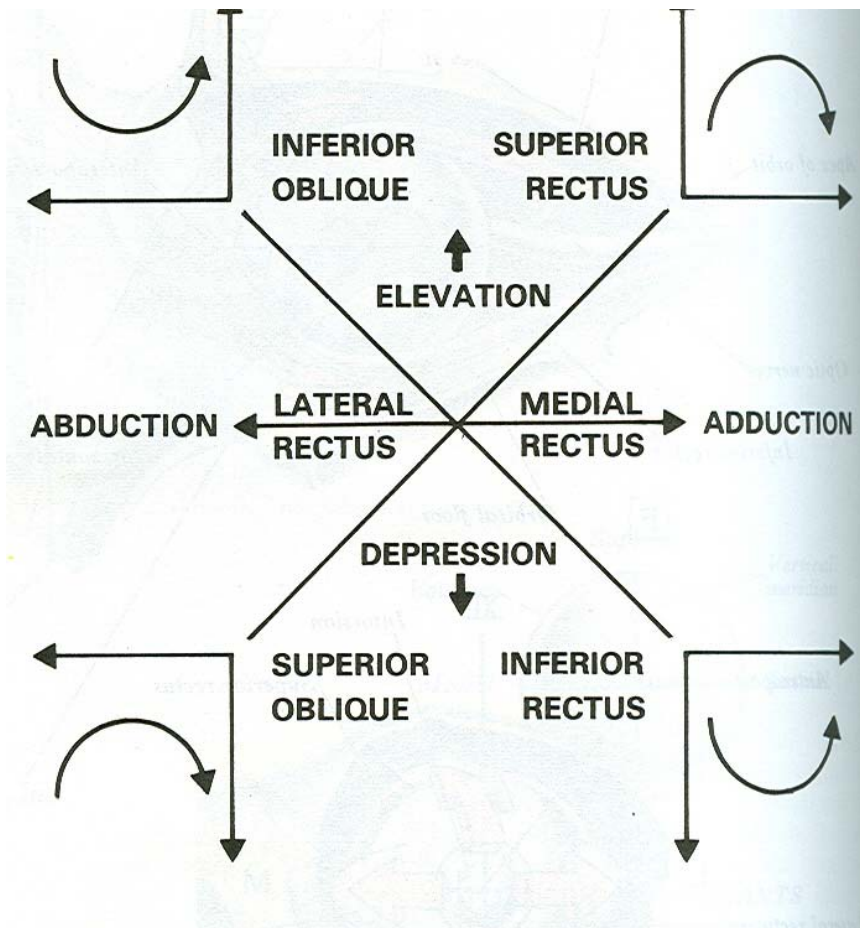 INFERIOR
OBLIQUE
SUPERIOR
RECTUS
ELEVATION
ABDUCTION
LATERAL
RECTUS
MEDIAL
RECTUS
ADDUCTION
DEPRESSION
SUPERIOR
OBLIQUE
INFERIOR
RECTUS